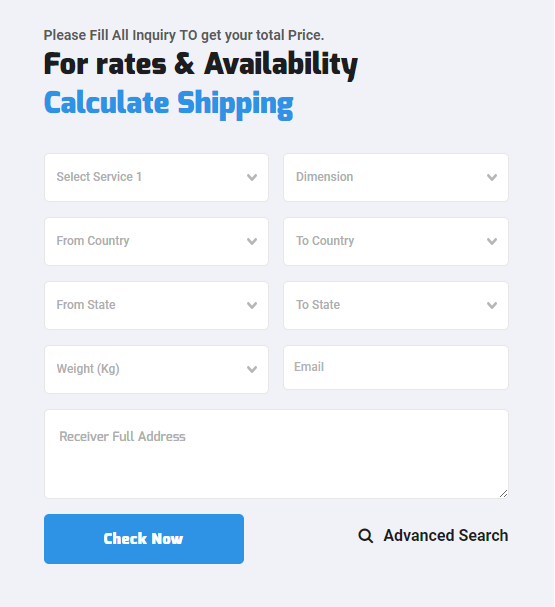 Please Fill All Inquiry TO get your total Price.
For rates & Availability
Calculate Shipping
Select Service 1
Dimension
From Country
To Country
From State
To State
Weight (Kg)
Email
Receiver Full Address
Check Now
Advanced Search